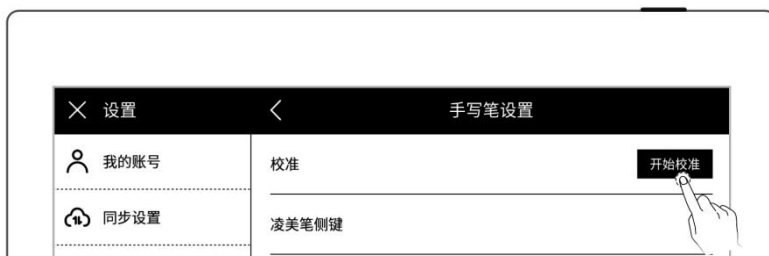 设置
手写笔设置
我的账号
校准
开始校准
同步设置
凌美笔侧键